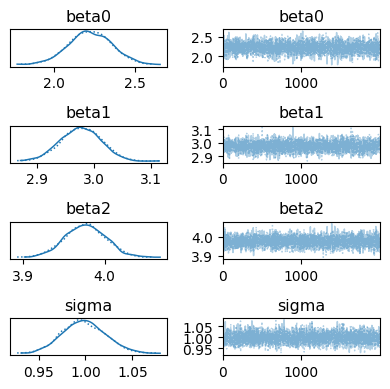 beta0 beta0
2.5
2.0
2.0 2.5 0 1000
beta1 beta1
3.1
3.0
2.9
2.9 3.0 3.1 0 1000
beta2 beta2
4.0
3.9
3.9 4.0 0 1000
sigma sigma
1.05
1.00
0.95
0.95 1.00 1.05 0 1000